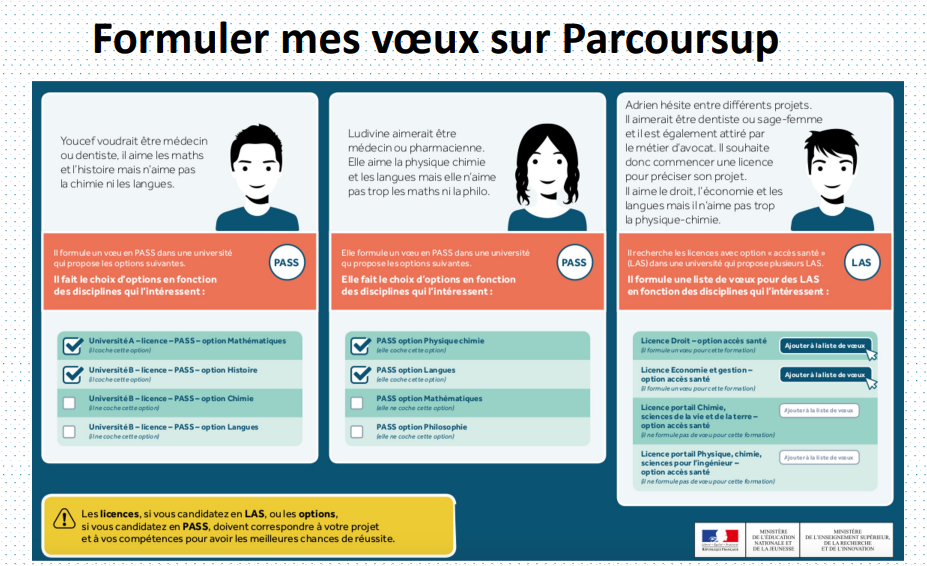 Formuler mes vœux sur Parcoursup
Youcef voudrait être médecin
ou dentiste, il aime les maths
et l'histoire mais n'aime pas
la chimie ni les langues.
Il formule un vœu en PASS dans une université
qui propose les options suivantes.
Il fait le choix d'options en fonction
des disciplines qui l'intéressent :
PASS
Université A – licence – PASS – option Mathématiques
(il coche cette option)
Université B – licence – PASS – option Histoire
(il coche cette option)
Université B – licence – PASS – option Chimie
(il ne coche cette option)
Université B – licence – PASS – option Langues
(il ne coche cette option)
Ludivine aimerait être
médecin ou pharmacienne.
Elle aime la physique chimie
et les langues mais elle n'aime
pas trop les maths ni la philo.
Elle formule un vœu en PASS dans une université
qu propose les options suivantes.
Elle fait le choix d'options en fonction
des disciplines qui l'intéressent :
PASS
PASS option Physique chimie
(elle coche cette option)
PASS option Langues
(elle coche cette option)
PASS option Mathématiques
(elle ne coche cette option)
PASS option Philosophie
(elle ne coche cette option)
Adrien hésite entre différents projets.
Il aimerait être dentiste ou sage-femme
et il est également attiré par
le métier d'avocat. Il souhaite
donc commencer une licence
pour préciser son projet.
Il aime le droit, l'économie et les
langues mais il n'aime pas trop
la physique-chimie.
Il recherche les licences avec option « accès santé »
(LAS) dans une université qui propose plusieurs LAS.
Il formule une liste de vœux pour des LAS
en fonction des disciplines qui l'intéressent :
LAS
Licence Droit – option accès santé
(il formule un vœu pour cette formation)
Ajouter à la liste de vœux
Licence Economie et gestion –
option accès santé
(il formule un vœu pour cette formation)
Ajouter à la liste de vœux
Licence portail Chimie,
sciences de la vie et de la terre –
option accès santé
(il ne formule pas de vœu pour cette formation)
Ajouter à la liste de vœux
Licence portail Physique, chimie,
sciences pour l'ingénieur –
option accès santé
(il ne formule pas de vœu pour cette formation)
Ajouter à la liste de vœux
Les licences, si vous candidatez en LAS, ou les options,
si vous candidatez en PASS, doivent correspondre à votre projet
et à vos compétences pour avoir les meilleures chances de réussite.
RÉPUBLIQUE FRANÇAISE
MINISTÈRE
DE L'ÉDUCATION
NATIONALE ET
DE LA JEUNESSE
MINISTÈRE
DE L'ENSEIGNEMENT SUPÉRIEUR,
DE LA RECHERCHE
ET DE L'INNOVATION